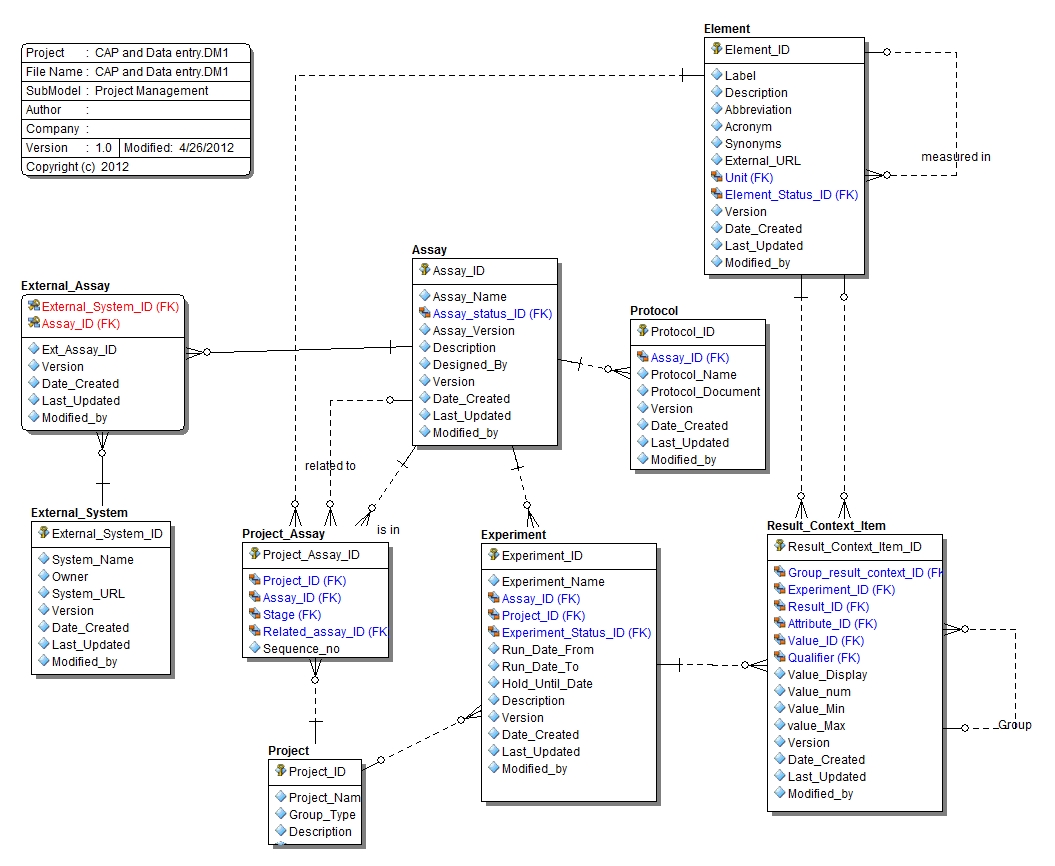 Project : CAP and Data entry.DM1
File Name : CAP and Data entry.DM1
SubModel : Project Management
Author :
Company :
Version : 1.0 Modified: 4/26/2012
Copyright (c) 2012
Element
Element_ID
Label
Description
Abbreviation
Acronym
Synonyms
External_URL
Unit (FK)
Element_Status_ID (FK)
Version
Date_Created
Last_Updated
Modified_by
measured in
Assay
Assay_ID
Assay_Name
Assay_status_ID (FK)
Assay_Version
Description
Designed_By
Version
Date_Created
Last_Updated
Modified_by
External_Assay
External_System_ID (FK)
Assay_ID (FK)
Ext_Assay_ID
Version
Date_Created
Last_Updated
Modified_by
Protocol
Protocol_ID
Assay_ID (FK)
Protocol_Name
Protocol_Document
Version
Date_Created
Last_Updated
Modified_by
related to
is in
External_System
External_System_ID
System_Name
Owner
System_URL
Version
Date_Created
Last_Updated
Modified_by
Project_Assay
Project_Assay_ID
Project_ID (FK)
Assay_ID (FK)
Stage (FK)
Related_assay_ID (FK
Sequence_no
Experiment
Experiment_ID
Experiment_Name
Assay_ID (FK)
Project_ID (FK)
Experiment_Status_ID (FK)
Run_Date_From
Run_Date_To
Hold_Until_Date
Description
Version
Date_Created
Last_Updated
Modified_by
Result_Context_Item
Result_Context_Item_ID
Group_result_context_ID (FK
Experiment_ID (FK)
Result_ID (FK)
Attribute_ID (FK)
Value_ID (FK)
Qualifier (FK)
Value_Display
Value_num
Value_Min
value_Max
Version
Date_Created
Last_Updated
Modified_by
Group
Project
Project_ID
Project_Nam
Group_Type
Description